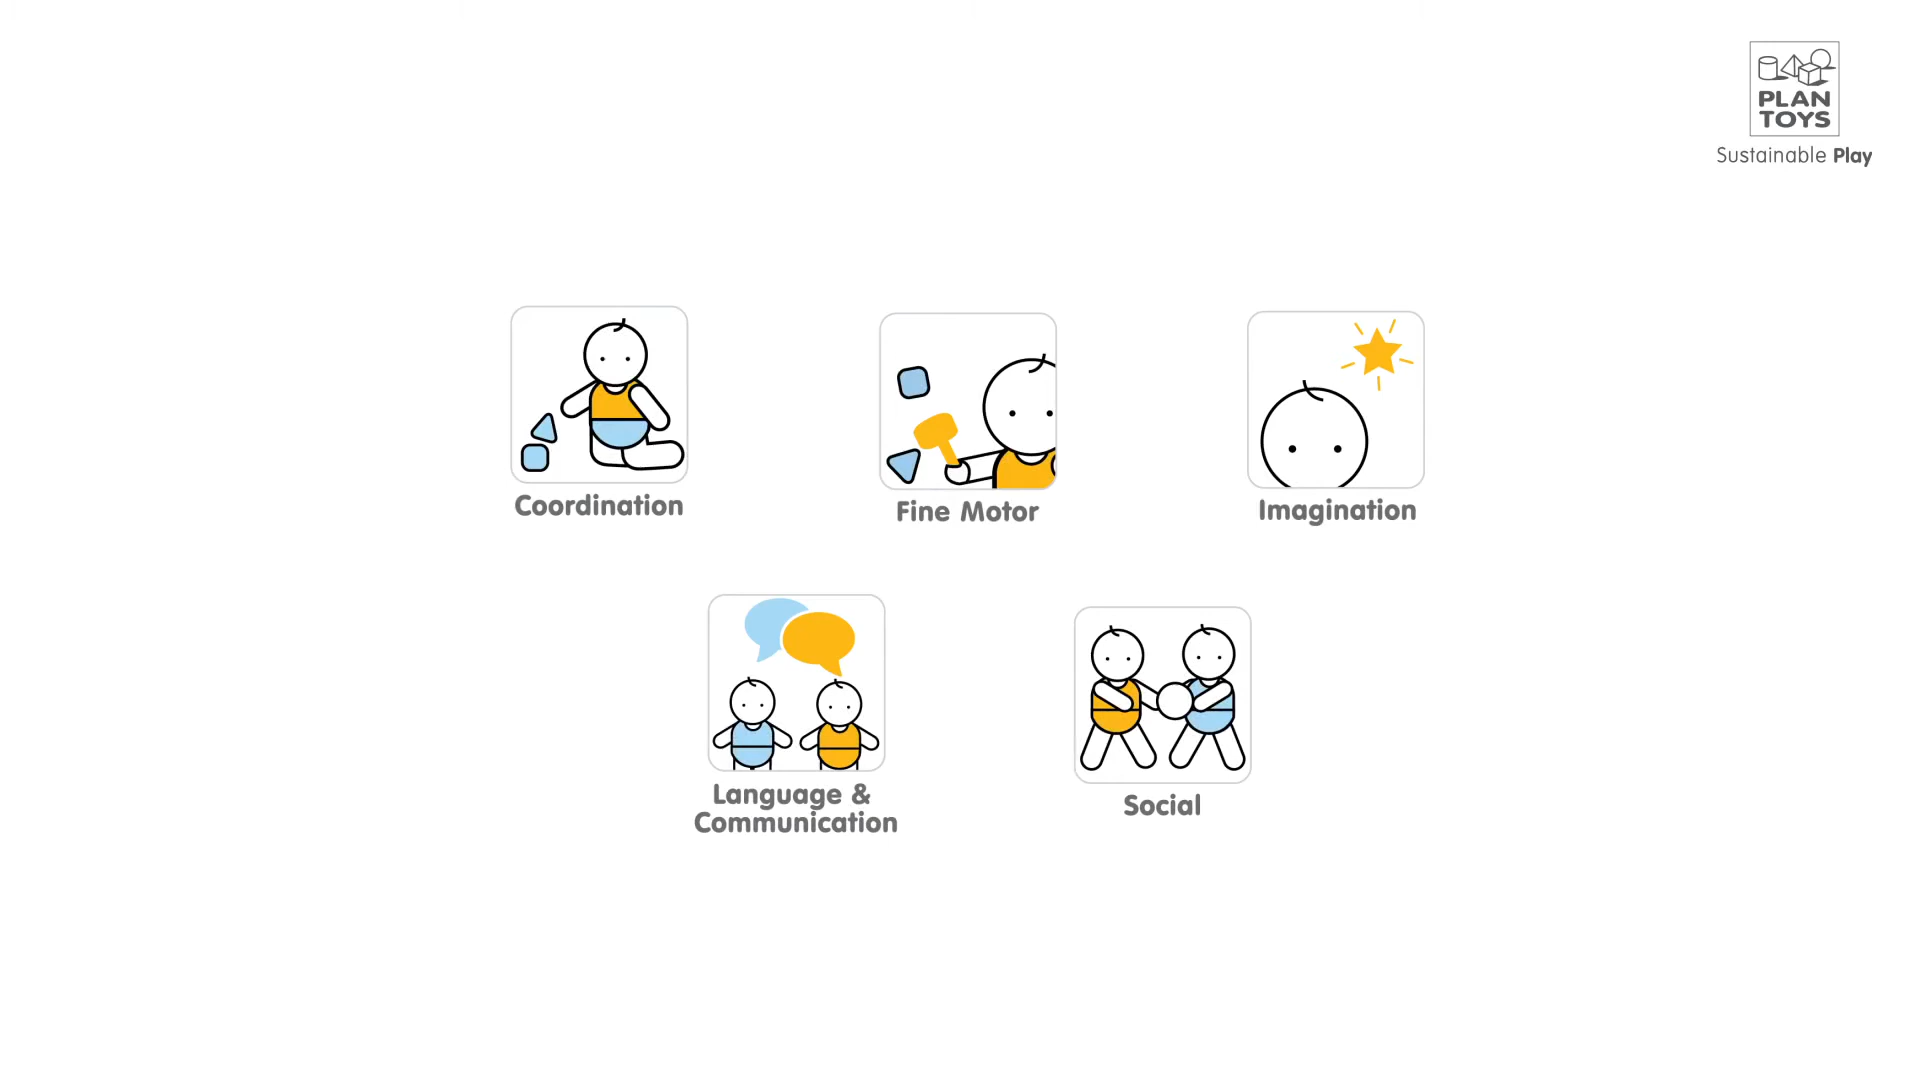 PLAN
TOYS
Sustainable Play
Coordination
Fine Motor
Imagination
Language &
Communication
Social